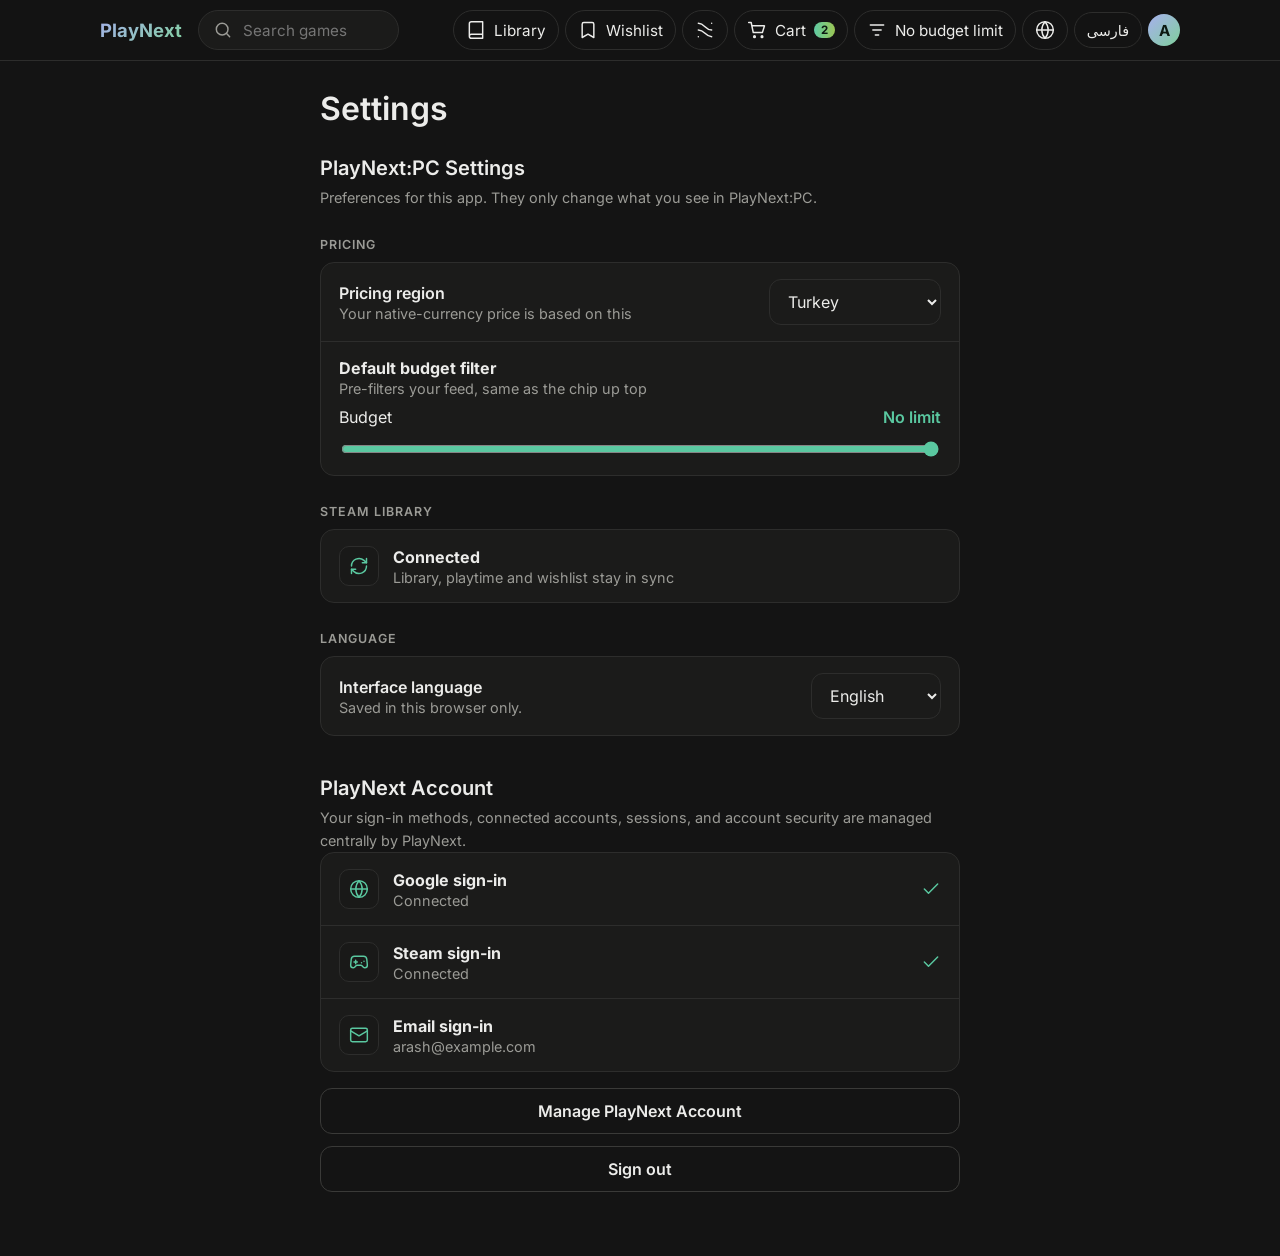 PlayNext
Search games
Library
Wishlist
Cart 2
No budget limit
فارسی
A
Settings
PlayNext:PC Settings
Preferences for this app. They only change what you see in PlayNext:PC.
PRICING
Pricing region
Your native-currency price is based on this
Turkey
Default budget filter
Pre-filters your feed, same as the chip up top
Budget
No limit
STEAM LIBRARY
Connected
Library, playtime and wishlist stay in sync
LANGUAGE
Interface language
Saved in this browser only.
English
PlayNext Account
Your sign-in methods, connected accounts, sessions, and account security are managed
centrally by PlayNext.
Google sign-in
Connected
Steam sign-in
Connected
Email sign-in
arash@example.com
Manage PlayNext Account
Sign out